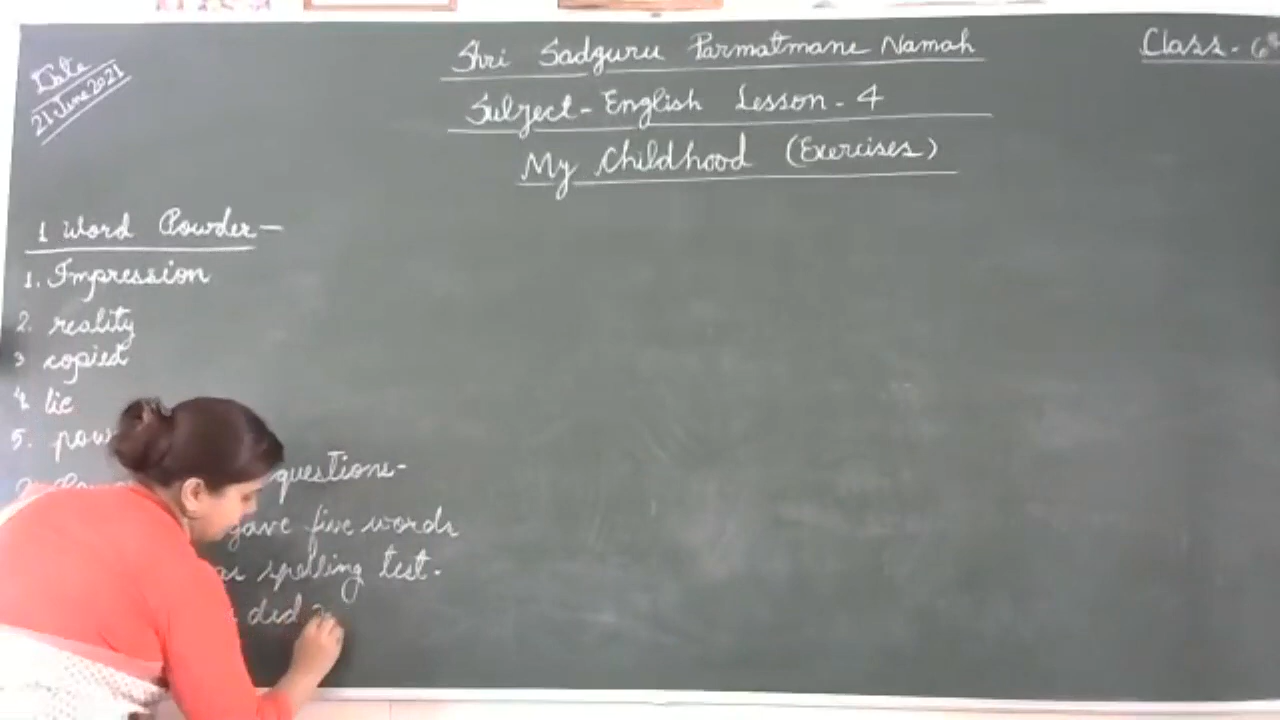 Date
21 June 2021
Shri Sadguru Parmatmane Namah
Class - 6
Subject - English Lesson - 4
My Childhood (Exercises)
1 Word Powder -
1. Impression
2. reality
3 copied
4. lie
5.
questions -
gave five words
spelling test.
did